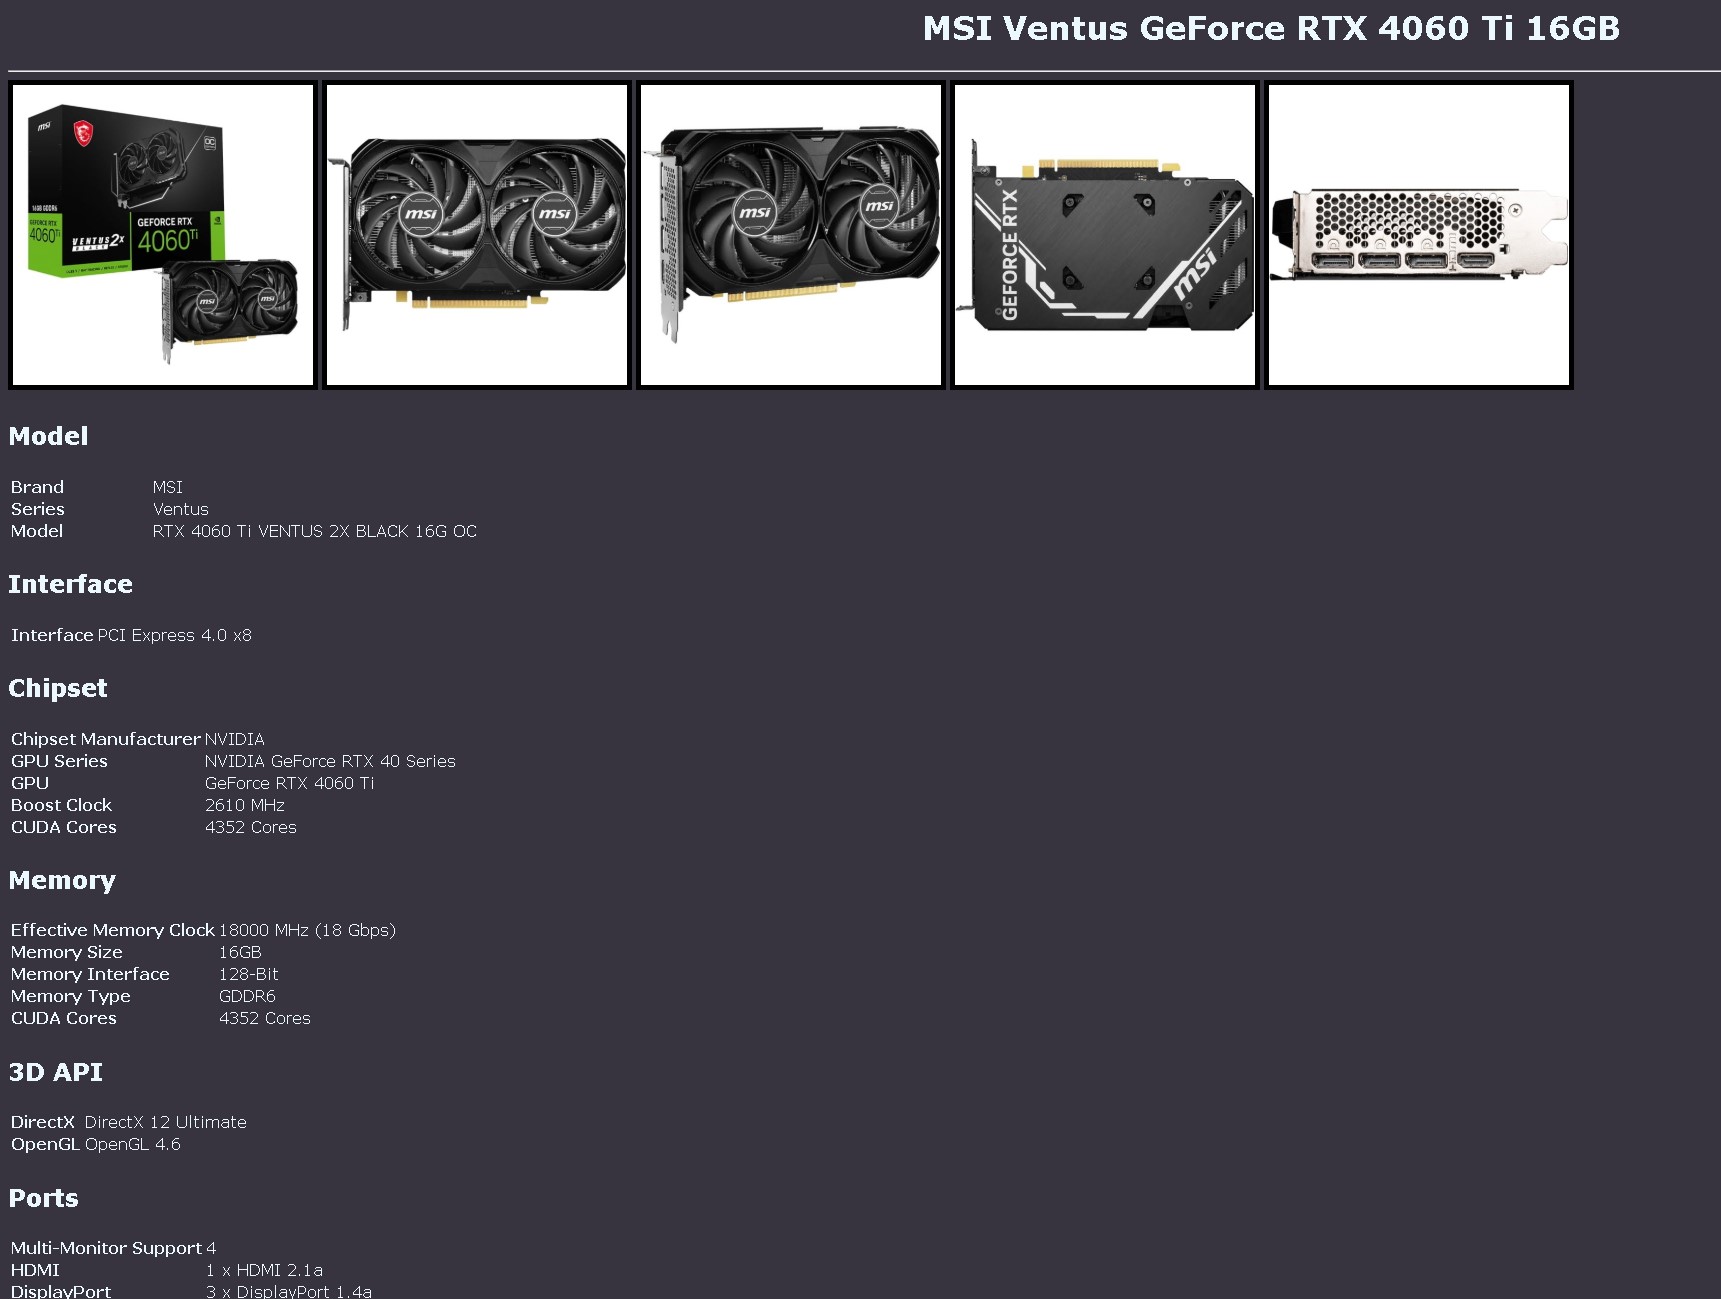 MSI Ventus GeForce RTX 4060 Ti 16GB
msi
OC
16GB GDDR6
GEFORCE RTX
4060Ti
VENTUS 2X
BLACK
GEFORCE RTX
4060Ti
msi
msi
msi
msi
msi
msi
GEFORCE RTX
msi
Model
Brand MSI
Series Ventus
Model RTX 4060 Ti VENTUS 2X BLACK 16G OC
Interface
Interface PCI Express 4.0 x8
Chipset
Chipset Manufacturer NVIDIA
GPU Series NVIDIA GeForce RTX 40 Series
GPU GeForce RTX 4060 Ti
Boost Clock 2610 MHz
CUDA Cores 4352 Cores
Memory
Effective Memory Clock 18000 MHz (18 Gbps)
Memory Size 16GB
Memory Interface 128-Bit
Memory Type GDDR6
CUDA Cores 4352 Cores
3D API
DirectX DirectX 12 Ultimate
OpenGL OpenGL 4.6
Ports
Multi-Monitor Support 4
HDMI 1 x HDMI 2.1a
DisplayPort 3 x DisplayPort 1.4a